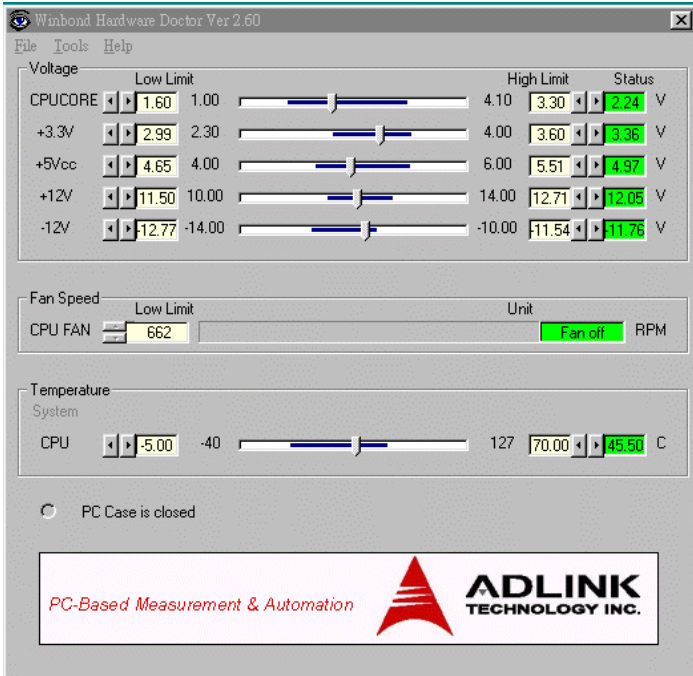 Winbond Hardware Doctor Ver 2.60
File Tools Help
Voltage
Low Limit High Limit Status
CPUCORE 1.60 1.00 4.10 3.30 2.24 V
+3.3V 2.99 2.30 4.00 3.60 3.36 V
+5Vcc 4.65 4.00 6.00 5.51 4.97 V
+12V 11.50 10.00 14.00 12.71 12.05 V
-12V -12.77 -14.00 -10.00 -11.54 -11.76 V
Fan Speed
Low Limit Unit
CPU FAN 662 Fan off RPM
Temperature
System
CPU -5.00 -40 127 70.00 45.50 C
PC Case is closed
PC-Based Measurement & Automation
ADLINK
TECHNOLOGY INC.